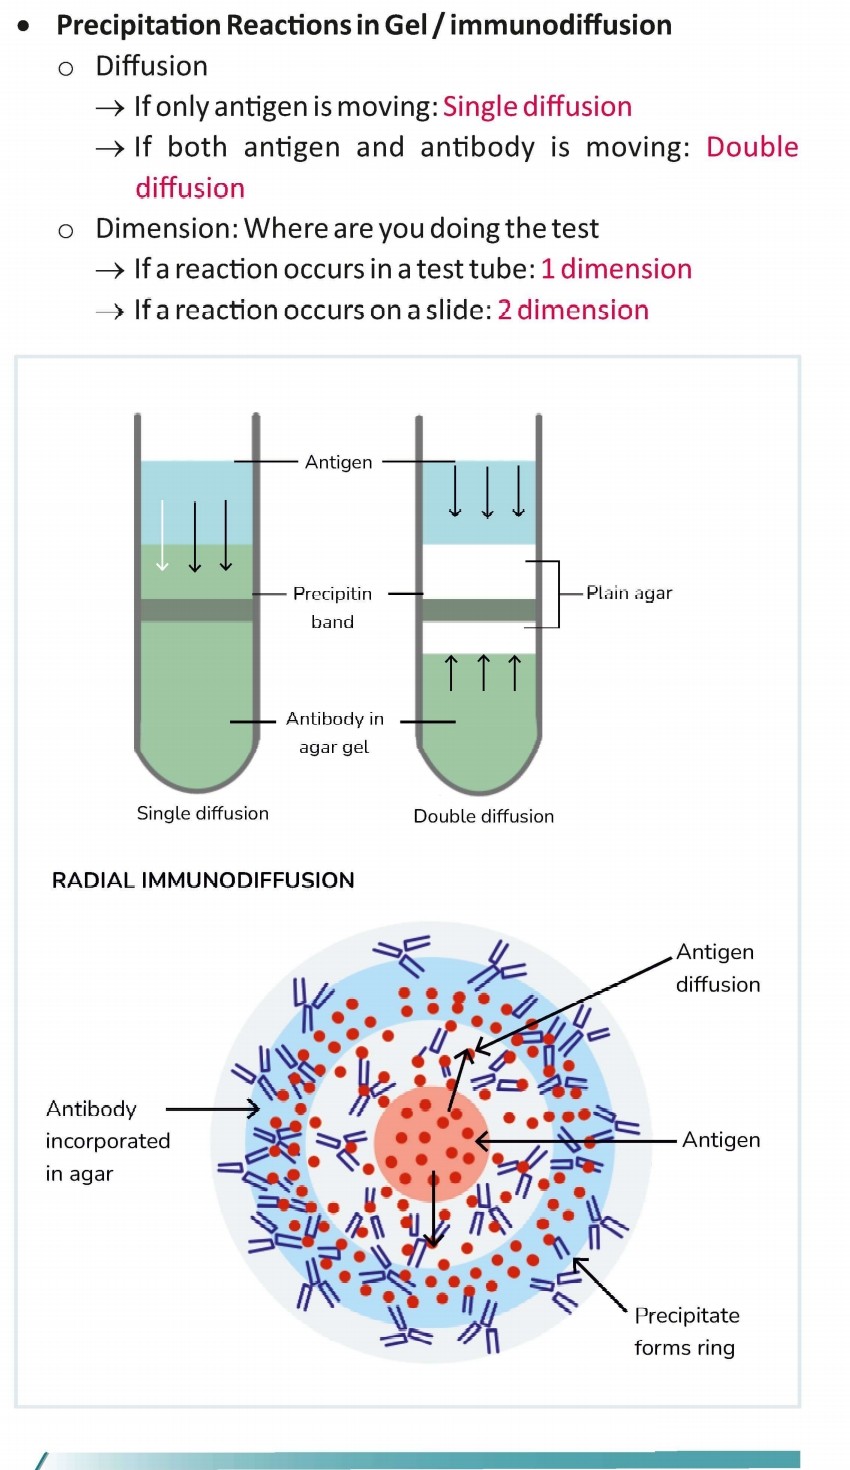 • Precipitation Reactions in Gel / immunodiffusion
o Diffusion
→ If only antigen is moving: Single diffusion
→ If both antigen and antibody is moving: Double
diffusion
o Dimension: Where are you doing the test
→ If a reaction occurs in a test tube: 1 dimension
→ If a reaction occurs on a slide: 2 dimension
Antigen
Precipitin
band
Plain agar
Antibody in
agar gel
Single diffusion
Double diffusion
RADIAL IMMUNODIFFUSION
Antigen
diffusion
Antibody
incorporated
in agar
Antigen
Precipitate
forms ring